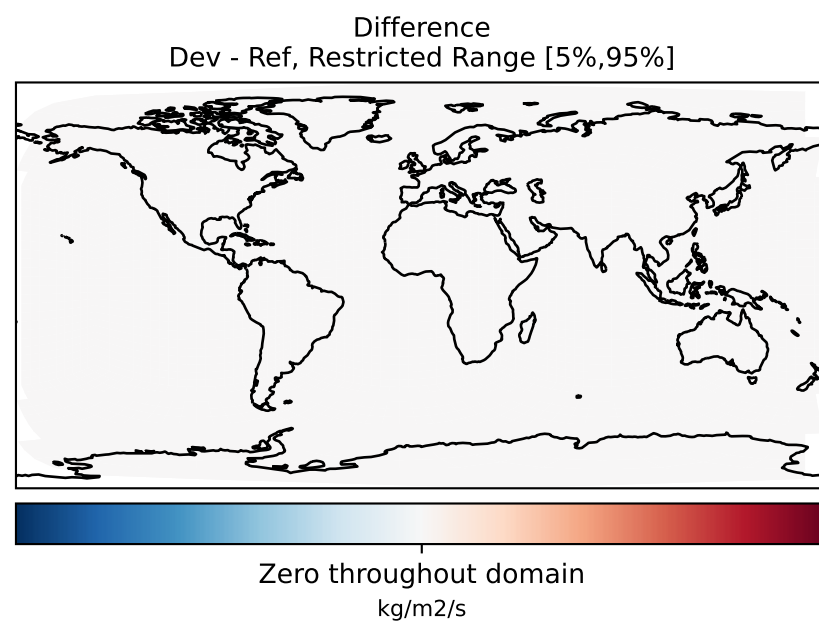 Difference
Dev - Ref, Restricted Range [5%,95%]
Zero throughout domain
kg/m2/s